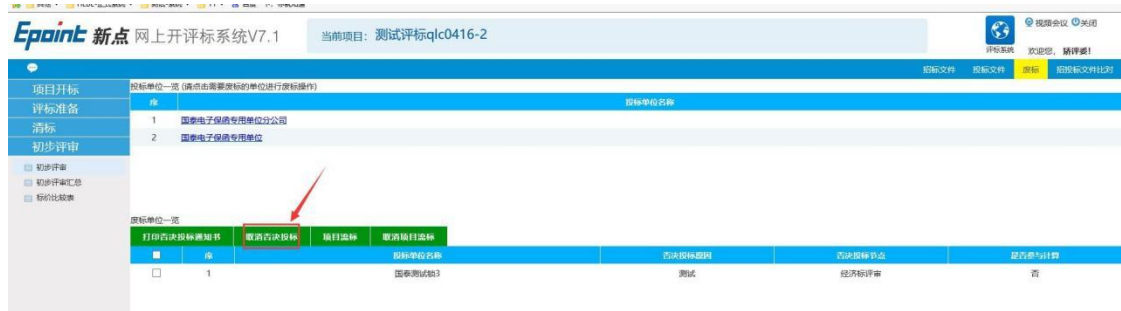 Epoint 新点 网上开评标系统V7.1
当前项目：测试评标qlc0416-2
视频会议 关闭
评标系统
欢迎您，
招标文件 投标文件 废标 招投标文件比对
项目开标
评标准备
清标
初步评审
初步评审
初步评审汇总
标价比较表
投标单位一览 (请点击需要废标的单位进行废标操作)
序 投标单位名称
1 国泰电子保函专用单位分公司
2 国泰电子保函专用单位
废标单位一览
打印否决投标通知书 取消否决投标 项目流标 取消项目流标
序 投标单位名称 否决投标原因 否决投标节点 是否参与计算
1 国泰测试锁3 测试 经济标评审 否